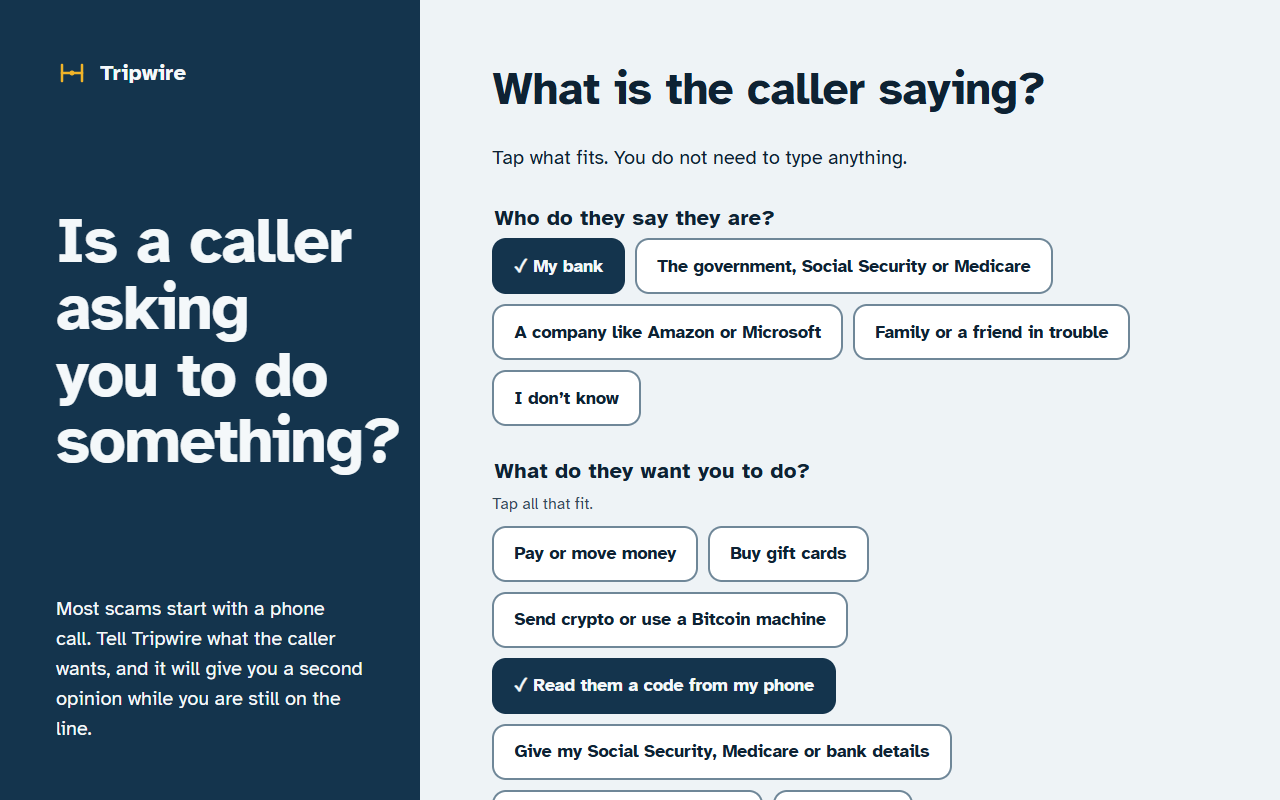 Tripwire
Is a caller
asking
you to do
something?
Most scams start with a phone
call. Tell Tripwire what the caller
wants, and it will give you a second
opinion while you are still on the
line.
What is the caller saying?
Tap what fits. You do not need to type anything.
Who do they say they are?
✓ My bank
The government, Social Security or Medicare
A company like Amazon or Microsoft
Family or a friend in trouble
I don’t know
What do they want you to do?
Tap all that fit.
Pay or move money
Buy gift cards
Send crypto or use a Bitcoin machine
✓ Read them a code from my phone
Give my Social Security, Medicare or bank details